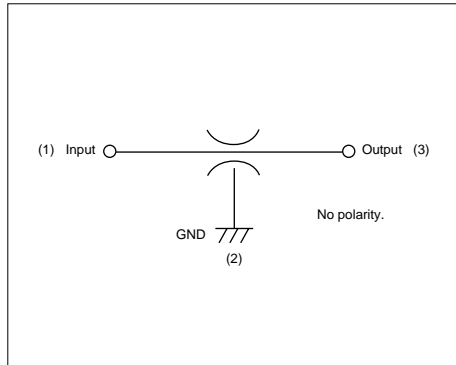 (1) Input Output (3)
No polarity.
GND
(2)